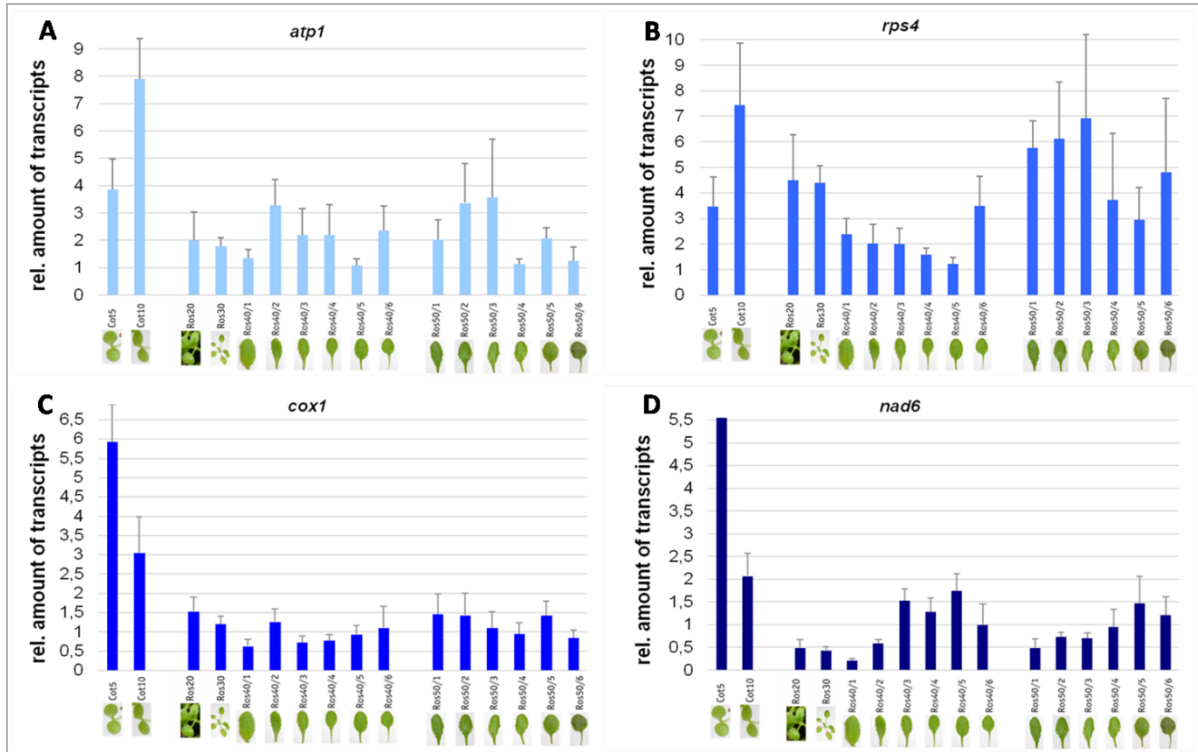 A
atp1
rel. amount of transcripts
9
8
7
6
5
4
3
2
1
0
Cot5
Cot10
Ros20
Ros30
Ros40/1
Ros40/2
Ros40/3
Ros40/4
Ros40/5
Ros40/6
Ros50/1
Ros50/2
Ros50/3
Ros50/4
Ros50/5
Ros50/6
B
rps4
rel. amount of transcripts
10
9
8
7
6
5
4
3
2
1
0
Cot5
Cot10
Ros20
Ros30
Ros40/1
Ros40/2
Ros40/3
Ros40/4
Ros40/5
Ros40/6
Ros50/1
Ros50/2
Ros50/3
Ros50/4
Ros50/5
Ros50/6
C
cox1
rel. amount of transcripts
6,5
6
5,5
5
4,5
4
3,5
3
2,5
2
1,5
1
0,5
0
Cot5
Cot10
Ros20
Ros30
Ros40/1
Ros40/2
Ros40/3
Ros40/4
Ros40/5
Ros40/6
Ros50/1
Ros50/2
Ros50/3
Ros50/4
Ros50/5
Ros50/6
D
nad6
rel. amount of transcripts
5,5
5
4,5
4
3,5
3
2,5
2
1,5
1
0,5
0
Cot5
Cot10
Ros20
Ros30
Ros40/1
Ros40/2
Ros40/3
Ros40/4
Ros40/5
Ros40/6
Ros50/1
Ros50/2
Ros50/3
Ros50/4
Ros50/5
Ros50/6